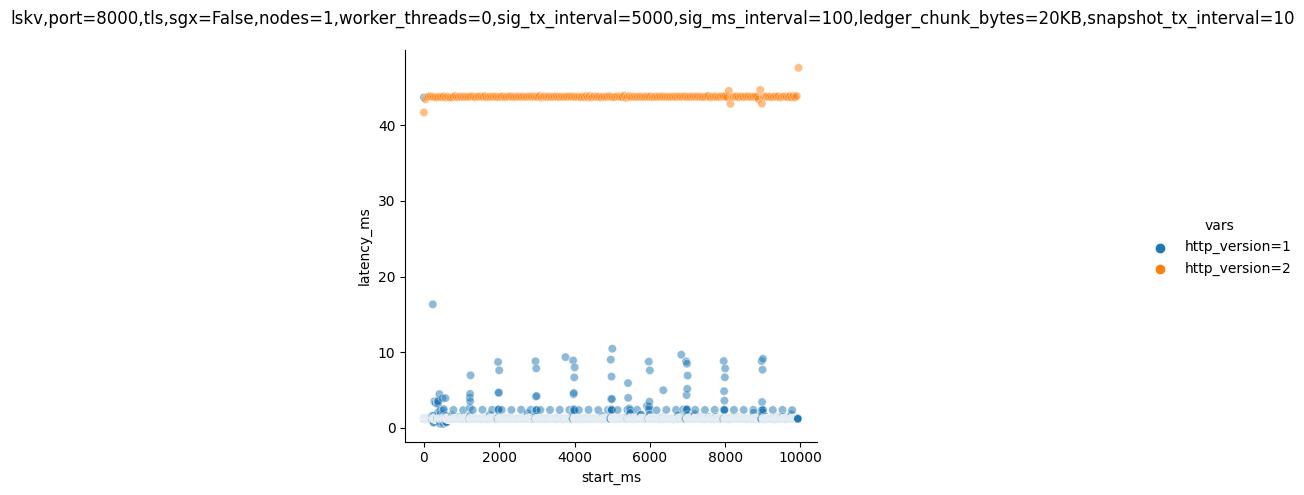 lskv,port=8000,tls,sgx=False,nodes=1,worker_threads=0,sig_tx_interval=5000,sig_ms_interval=100,ledger_chunk_bytes=20KB,snapshot_tx_interval=10
40
30
20
10
0
latency_ms
0 2000 4000 6000 8000 10000
start_ms
vars
http_version=1
http_version=2